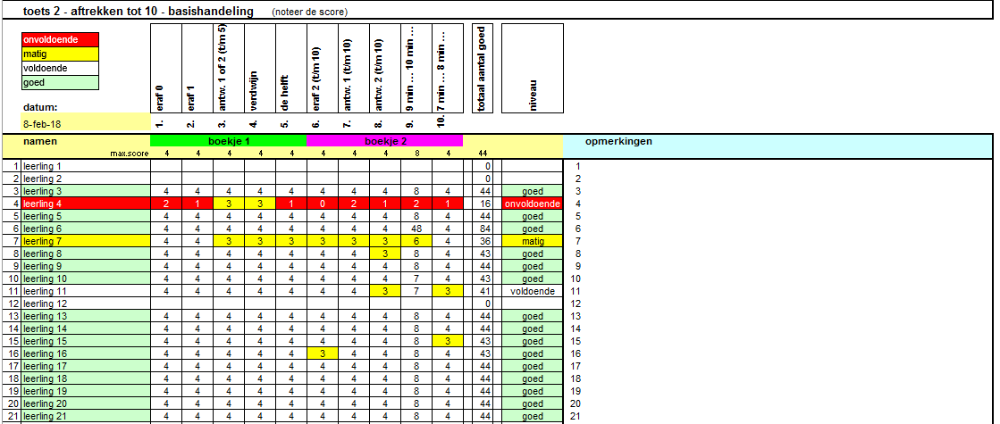 toets 2 - aftrekken tot 10 - basishandeling (noteer de score)
onvoldoende
matig
voldoende
goed
datum:
8-feb-18
1. eraf 0
2. eraf 1
3. antw. 1 of 2 (t/m 5)
4. verdwijn
5. de helft
6. eraf 2 (t/m 10)
7. antw. 1 (t/m 10)
8. antw. 2 (t/m 10)
9. 9 min ... 10 min ...
10. 7 min ... 8 min ...
totaal aantal goed
niveau
namen boekje 1 boekje 2 opmerkingen
max.score 4 4 4 4 4 4 4 4 8 4 44
1 leerling 1 0 1
2 leerling 2 0 2
3 leerling 3 4 4 4 4 4 4 4 4 8 4 44 goed 3
4 leerling 4 2 1 3 3 1 0 2 1 2 1 16 onvoldoende 4
5 leerling 5 4 4 4 4 4 4 4 4 8 4 44 goed 5
6 leerling 6 4 4 4 4 4 4 4 4 48 4 84 goed 6
7 leerling 7 4 4 3 3 3 3 3 3 6 4 36 matig 7
8 leerling 8 4 4 4 4 4 4 4 3 8 4 43 goed 8
9 leerling 9 4 4 4 4 4 4 4 4 8 4 44 goed 9
10 leerling 10 4 4 4 4 4 4 4 4 7 4 43 goed 10
11 leerling 11 4 4 4 4 4 4 4 3 7 3 41 voldoende 11
12 leerling 12 0 12
13 leerling 13 4 4 4 4 4 4 4 4 8 4 44 goed 13
14 leerling 14 4 4 4 4 4 4 4 4 8 4 44 goed 14
15 leerling 15 4 4 4 4 4 4 4 4 8 3 43 goed 15
16 leerling 16 4 4 4 4 4 3 4 4 8 4 43 goed 16
17 leerling 17 4 4 4 4 4 4 4 4 8 4 44 goed 17
18 leerling 18 4 4 4 4 4 4 4 4 8 4 44 goed 18
19 leerling 19 4 4 4 4 4 4 4 4 8 4 44 goed 19
20 leerling 20 4 4 4 4 4 4 4 4 8 4 44 goed 20
21 leerling 21 4 4 4 4 4 4 4 4 8 4 44 goed 21